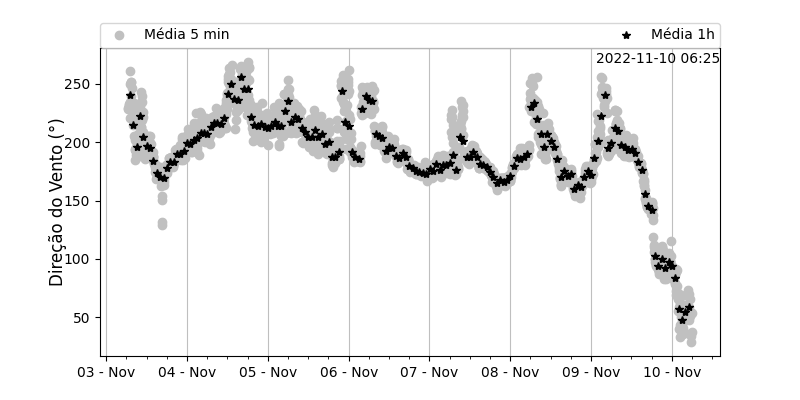 Média 5 min
Média 1h
2022-11-10 06:25
Direção do Vento (°)
250
200
150
100
50
03 - Nov
04 - Nov
05 - Nov
06 - Nov
07 - Nov
08 - Nov
09 - Nov
10 - Nov